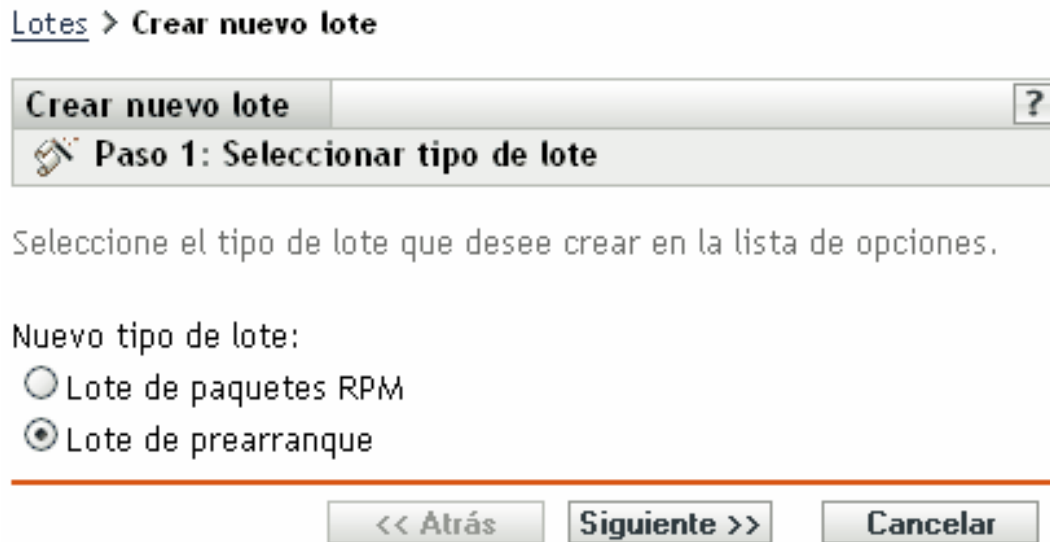 Lotes > Crear nuevo lote
Crear nuevo lote ?
Paso 1: Seleccionar tipo de lote
Seleccione el tipo de lote que desee crear en la lista de opciones.
Nuevo tipo de lote:
Lote de paquetes RPM
Lote de prearranque
<< Atrás Siguiente >> Cancelar